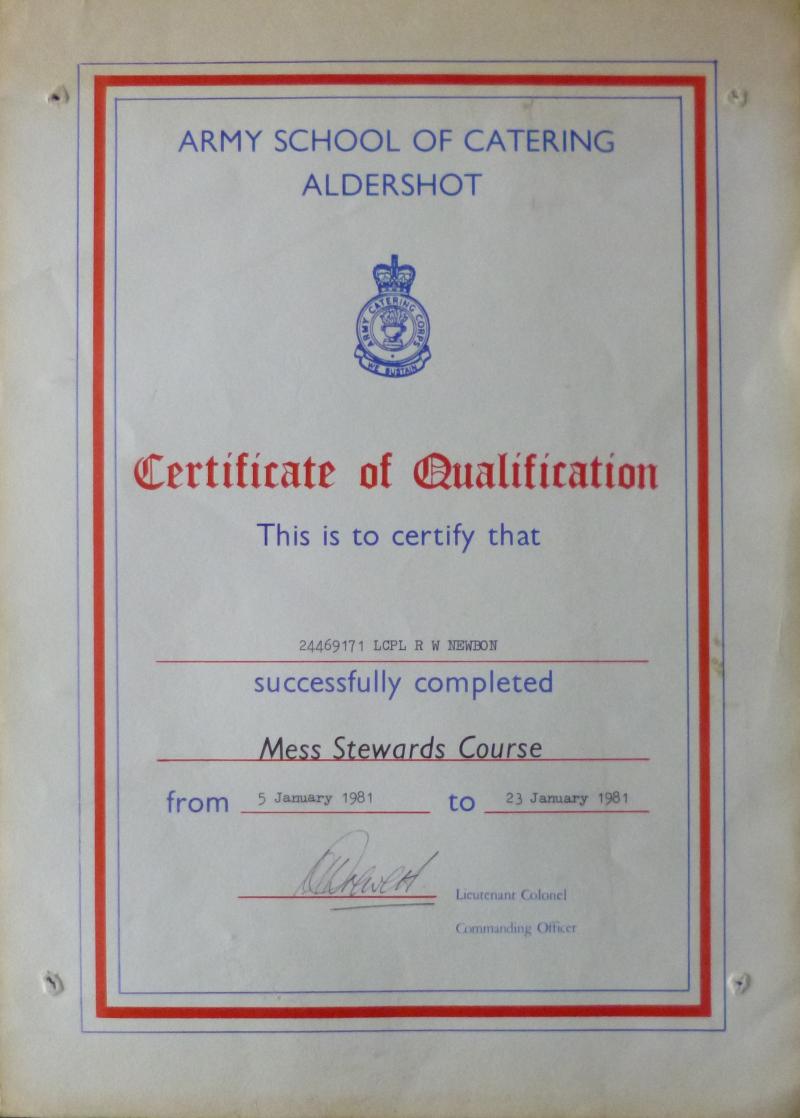 ARMY SCHOOL OF CATERING
ALDERSHOT
ARMY CATERING CORPS
WE SUSTAIN
Certificate of Qualification
This is to certify that
24469171 LCPL R W NEWBON
successfully completed
Mess Stewards Course
from 5 January 1981 to 23 January 1981
Lieutenant Colonel
Commanding Officer